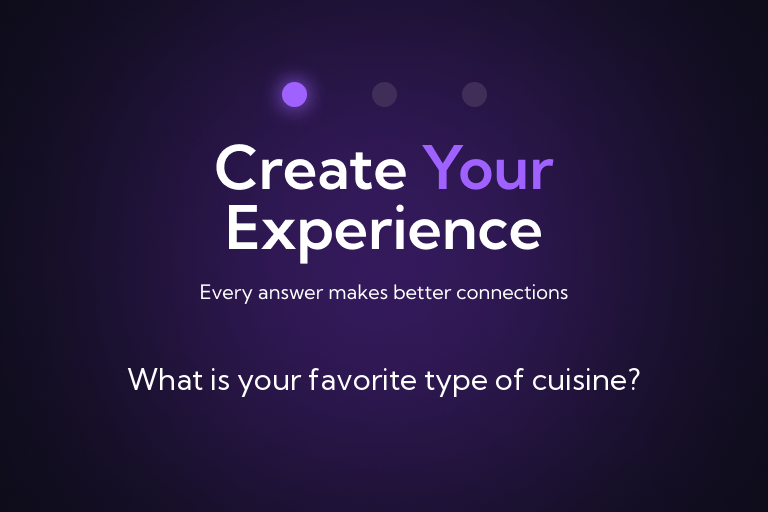 Create Your
Experience
Every answer makes better connections
What is your favorite type of cuisine?